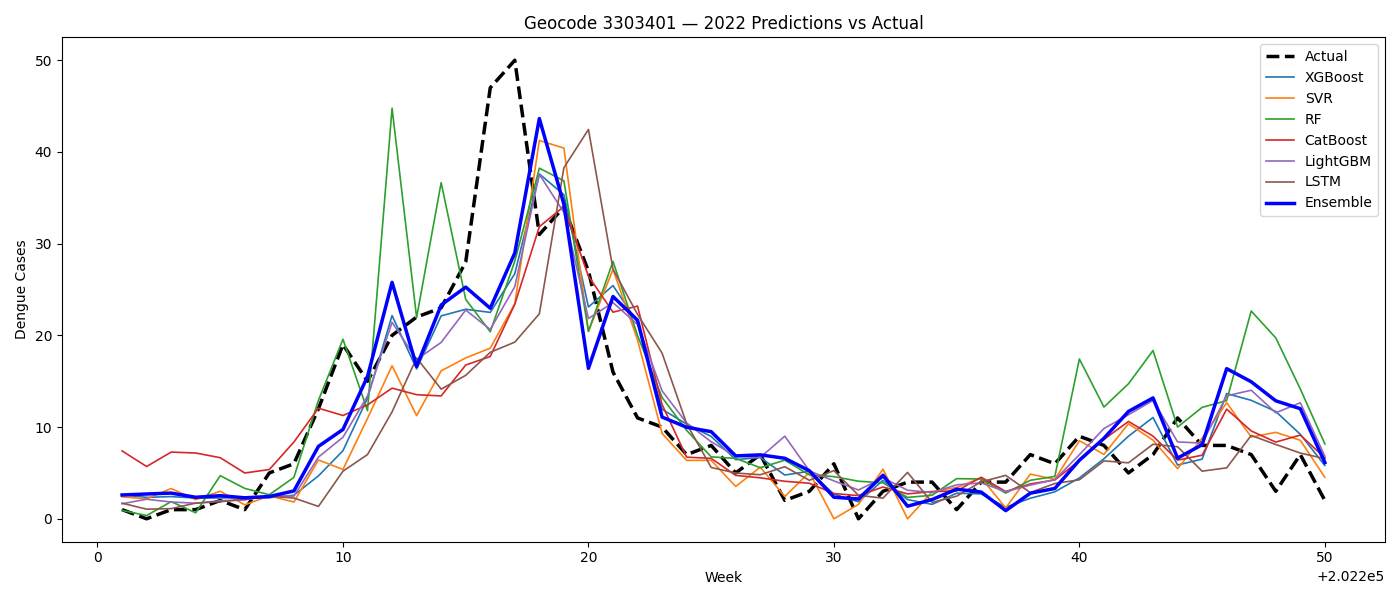 Geocode 3303401 — 2022 Predictions vs Actual
Dengue Cases
50
40
30
20
10
0
0
10
20
30
40
50
+2.022e5
Week
Actual
XGBoost
SVR
RF
CatBoost
LightGBM
LSTM
Ensemble